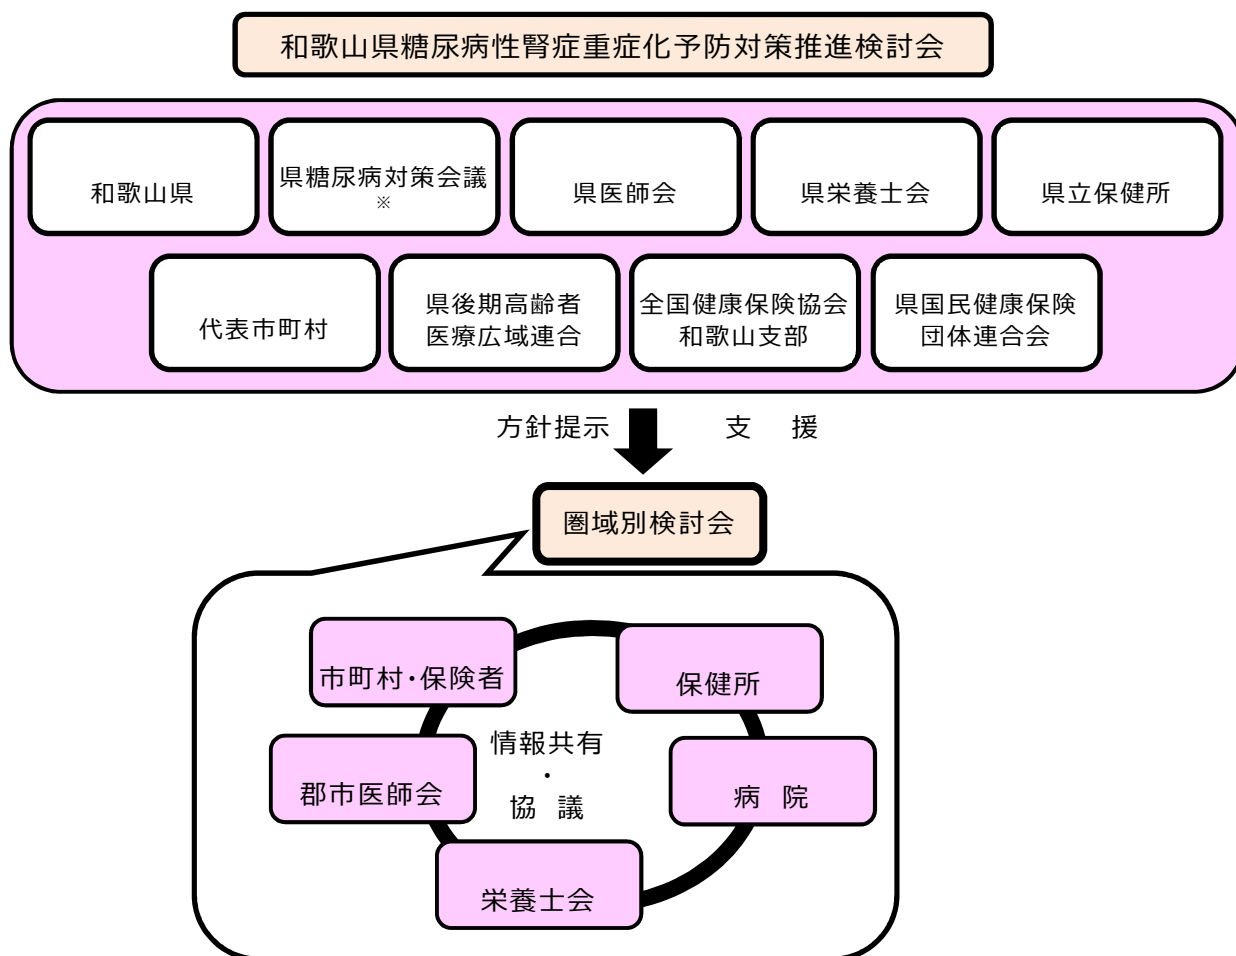 和歌山県糖尿病性腎症重症化予防対策推進検討会
和歌山県
県糖尿病対策会議
※
県医師会
県栄養士会
県立保健所
代表市町村
県後期高齢者
医療広域連合
全国健康保険協会
和歌山支部
県国民健康保険
団体連合会
方針提示
支 援
圏域別検討会
市町村・保険者
保健所
郡市医師会
情報共有
・
協 議
病 院
栄養士会